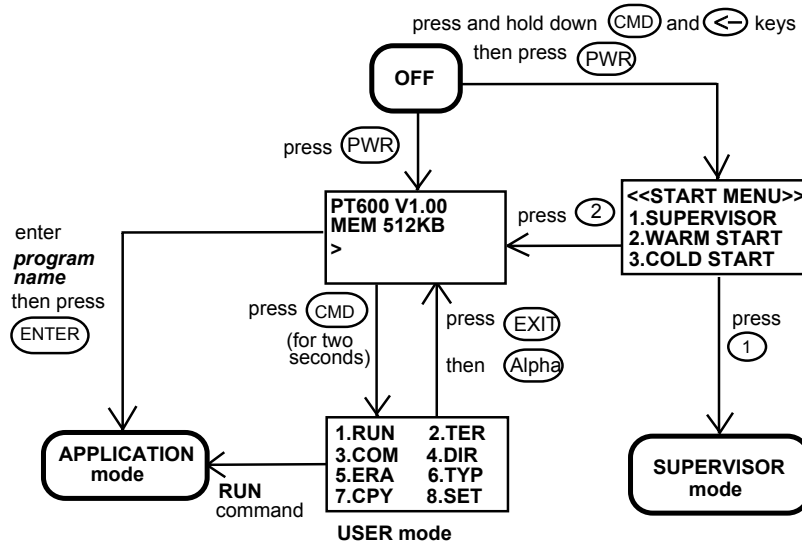 press and hold down CMD and <– keys
then press PWR
OFF
press PWR
PT600 V1.00
MEM 512KB
>
press 2
<<START MENU>>
1.SUPERVISOR
2.WARM START
3.COLD START
enter
program
name
then press
ENTER
press CMD
(for two
seconds)
press EXIT
then Alpha
press
1
APPLICATION
mode
RUN
command
1.RUN 2.TER
3.COM 4.DIR
5.ERA 6.TYP
7.CPY 8.SET
USER mode
SUPERVISOR
mode